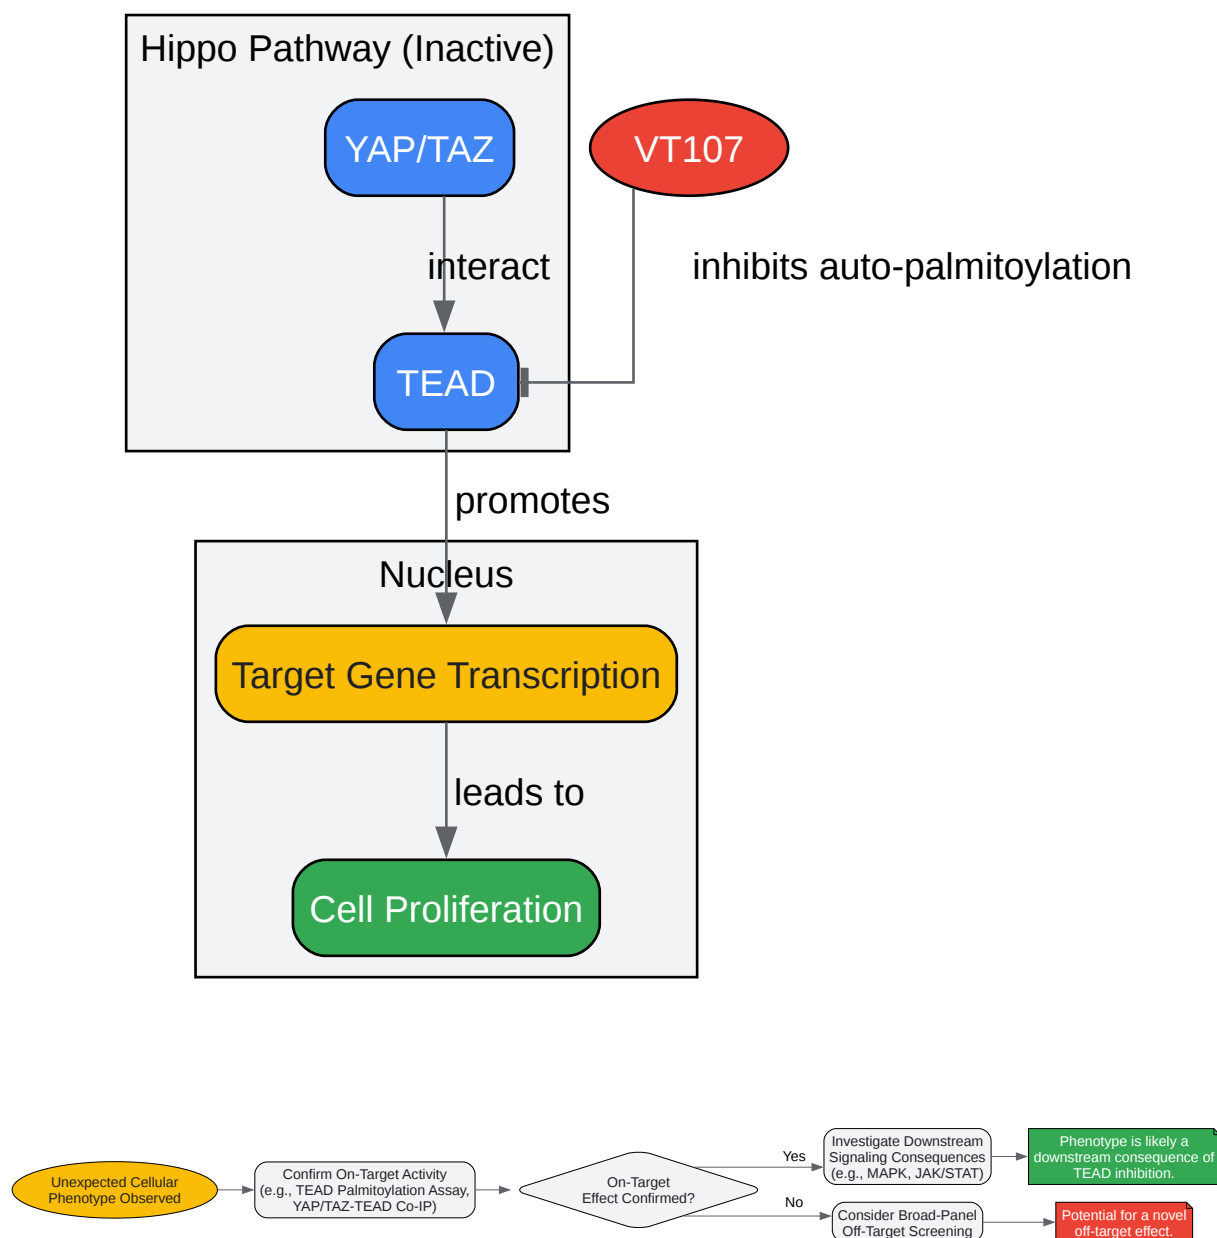 Hippo Pathway (Inactive)
YAP/TAZ
VT107
interact
inhibits auto-palmitoylation
TEAD
promotes
Nucleus
Target Gene Transcription
leads to
Cell Proliferation
Unexpected Cellular
Phenotype Observed
Confirm On-Target Activity
(e.g., TEAD Palmitoylation Assay,
YAP/TAZ-TEAD Co-IP)
On-Target
Effect Confirmed?
Yes
Investigate Downstream
Signaling Consequences
(e.g., MAPK, JAK/STAT)
Phenotype is likely a
downstream consequence of
TEAD inhibition.
No
Consider Broad-Panel
Off-Target Screening
Potential for a novel
off-target effect.